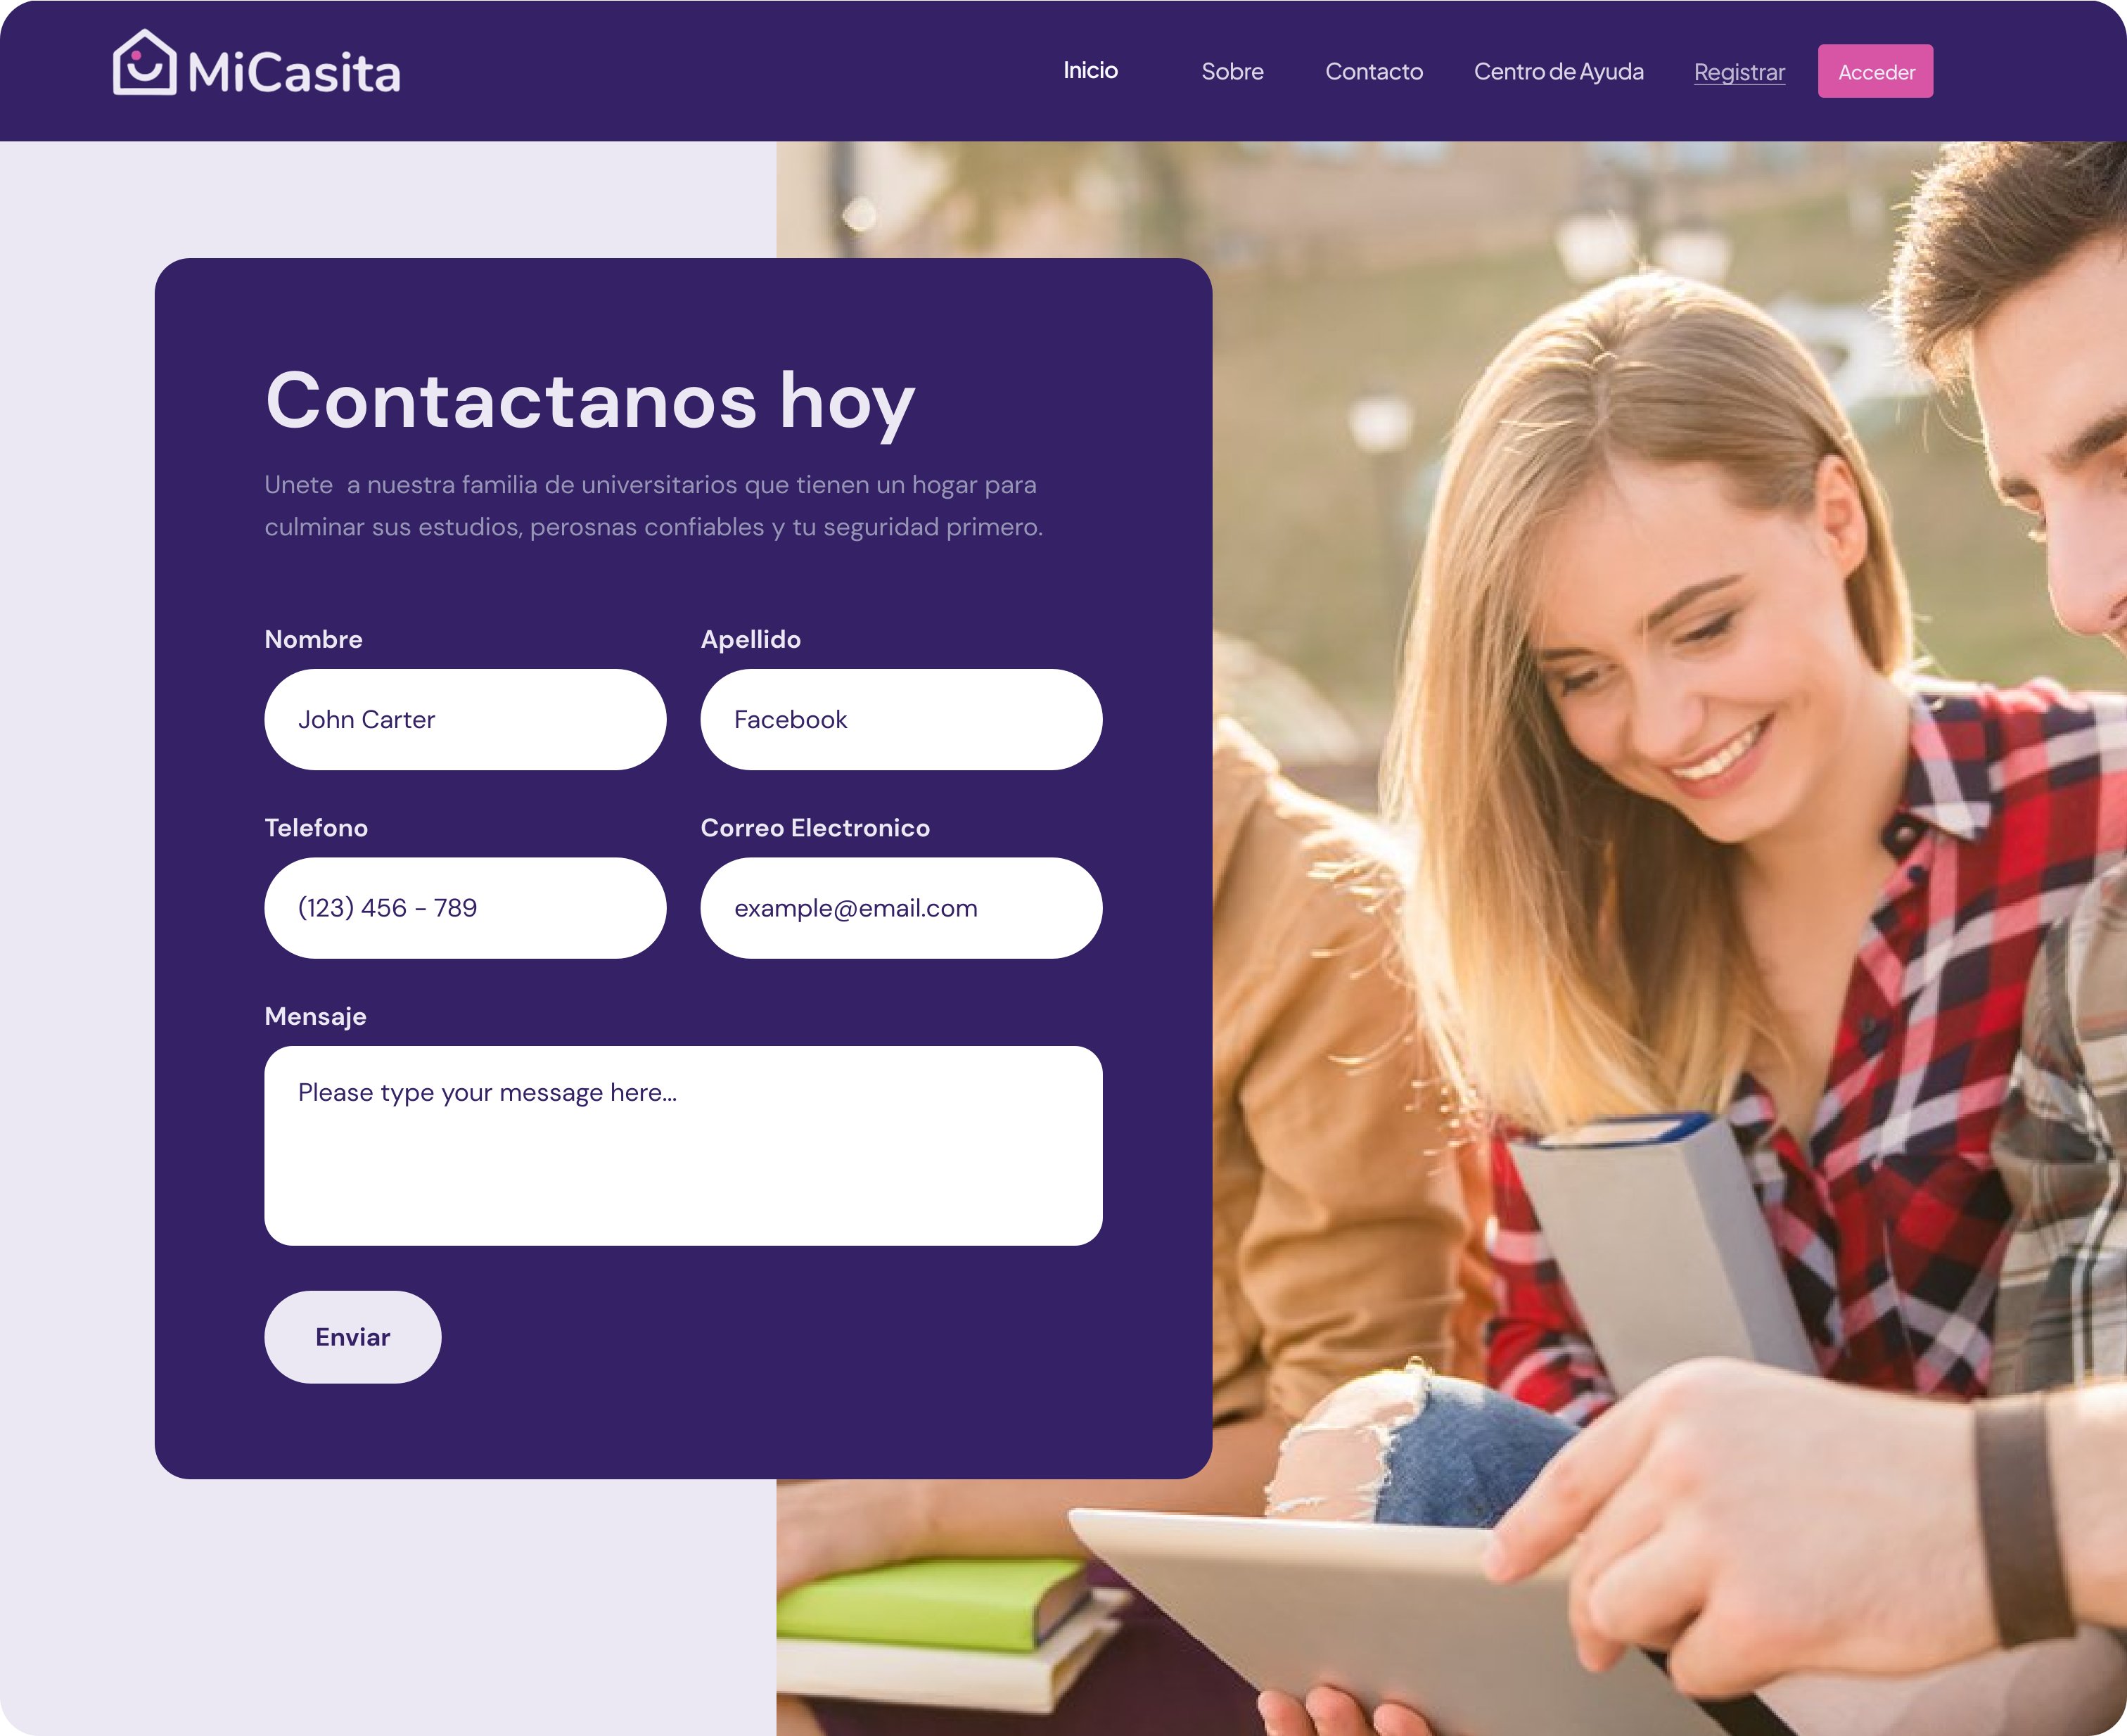 MiCasita
Inicio Sobre Contacto Centro de Ayuda Registrar Acceder
Contactanos hoy
Unete  a nuestra familia de universitarios que tienen un hogar para
culminar sus estudios, perosnas confiables y tu seguridad primero.
Nombre Apellido
John Carter Facebook
Telefono Correo Electronico
(123) 456 - 789 example@email.com
Mensaje
Please type your message here...
Enviar